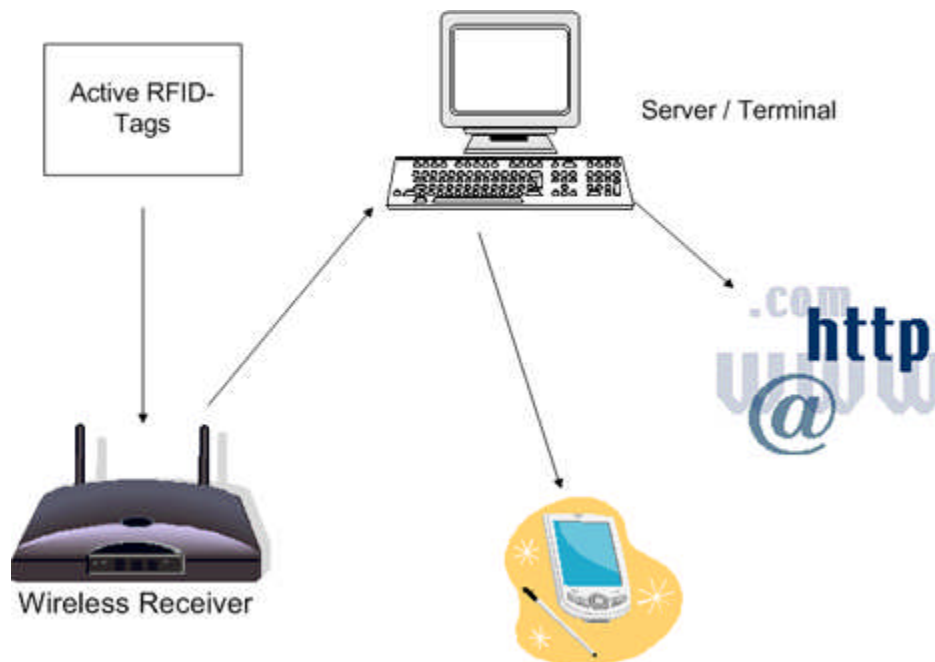 Active RFID-
Tags
Server / Terminal
.com
http
www
@
Wireless Receiver